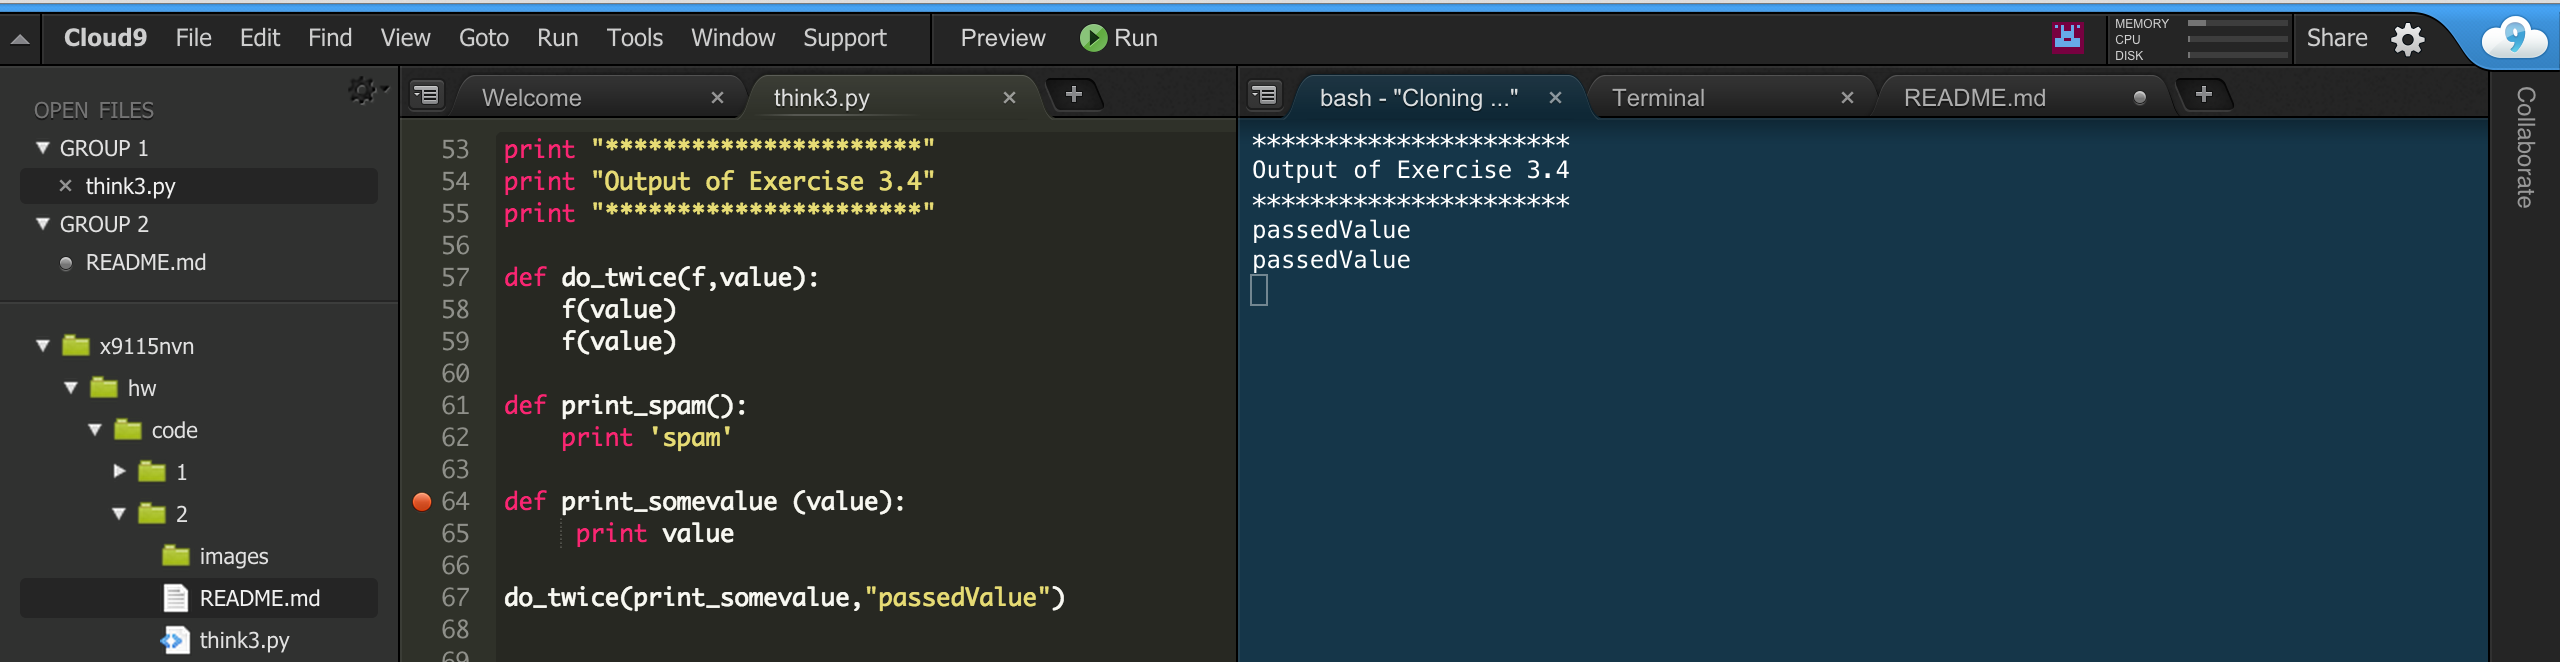 Cloud9 File Edit Find View Goto Run Tools Window Support Preview Run MEMORY CPU DISK Share 9
OPEN FILES
GROUP 1
think3.py
GROUP 2
README.md
x9115nvn
hw
code
1
2
images
README.md
think3.py
Welcome think3.py
53 print "**********************"
54 print "Output of Exercise 3.4"
55 print "**********************"
56
57 def do_twice(f,value):
58     f(value)
59     f(value)
60
61 def print_spam():
62     print 'spam'
63
64 def print_somevalue (value):
65      print value
66
67 do_twice(print_somevalue,"passedValue")
68
69
bash - "Cloning ..." Terminal README.md
**********************
Output of Exercise 3.4
**********************
passedValue
passedValue
Collaborate